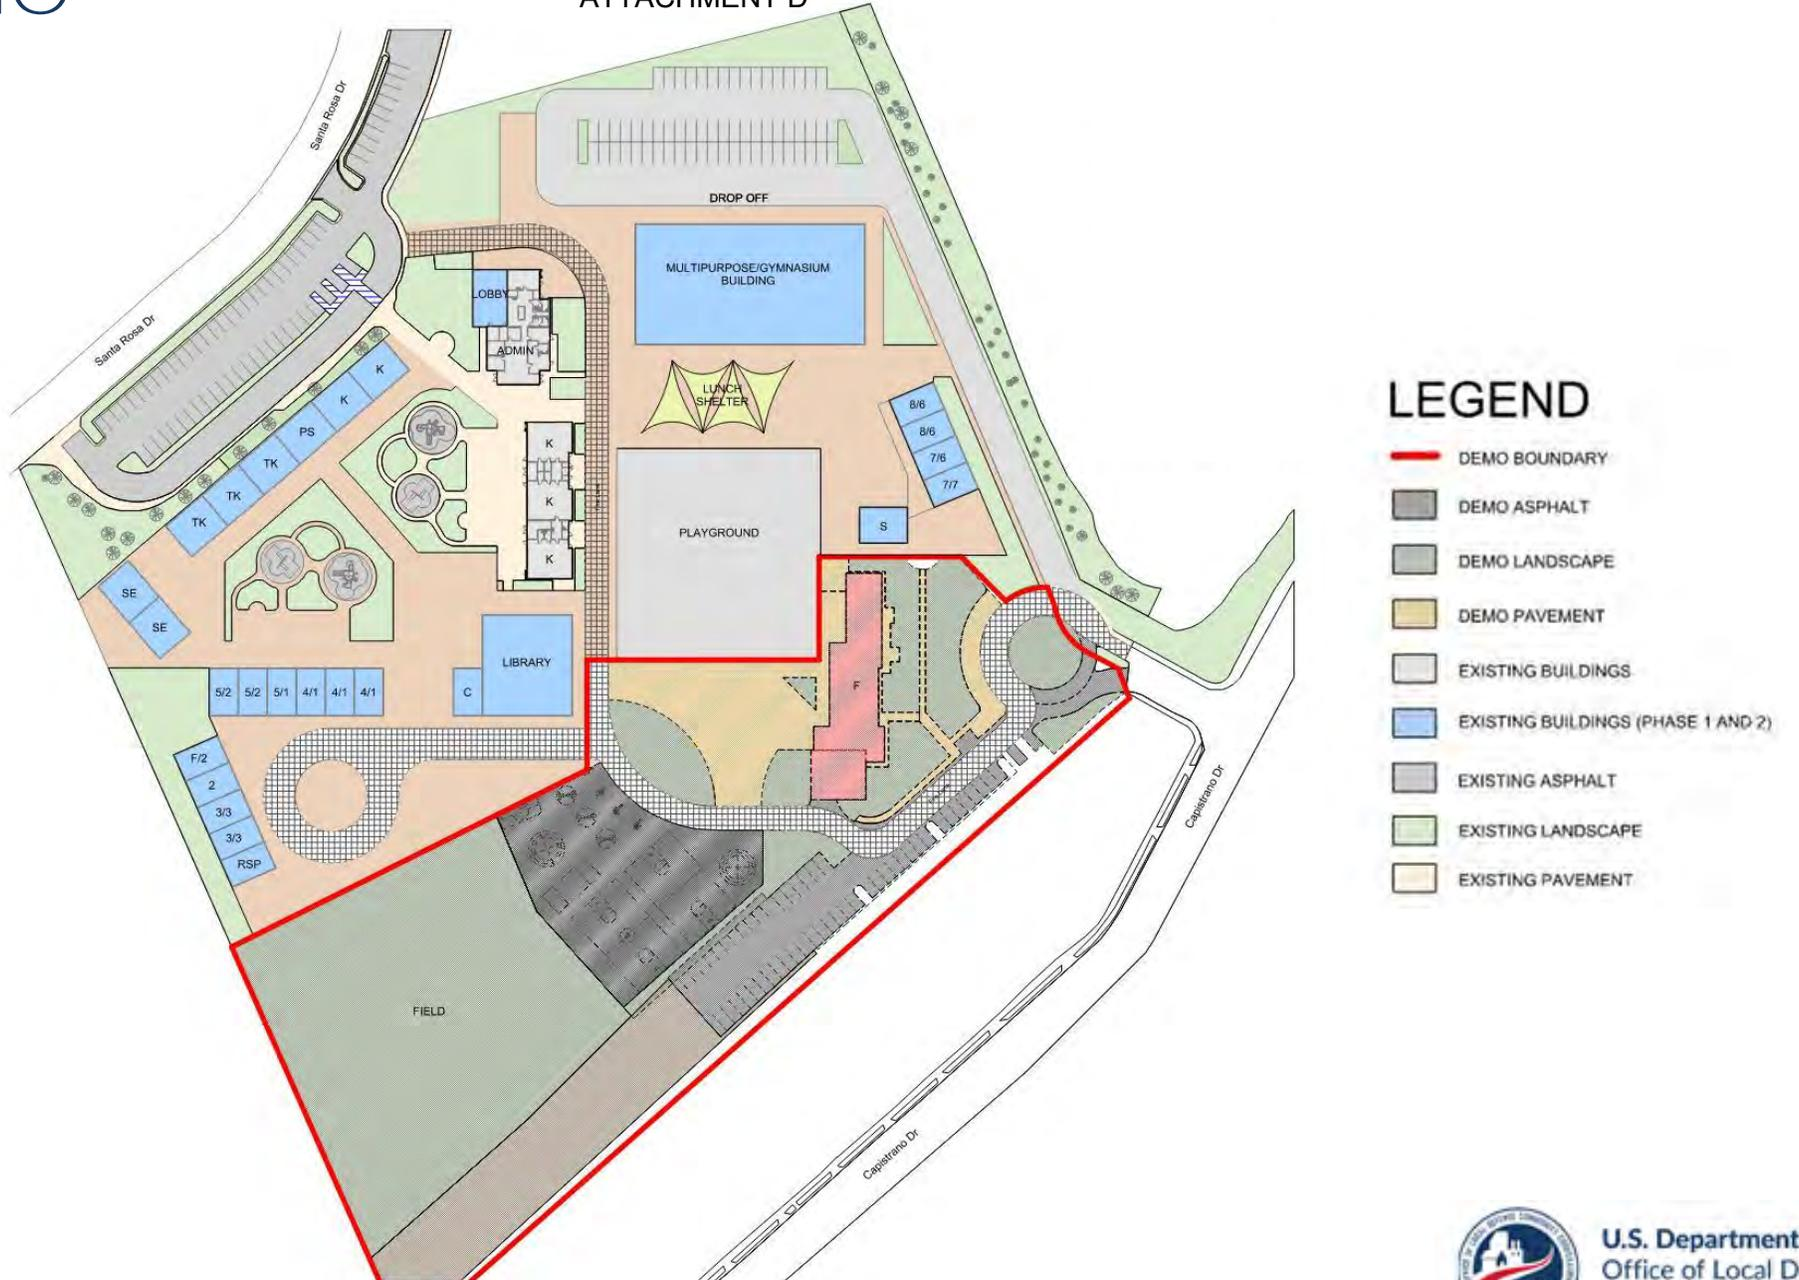 ATTACHMENT D
Santa Rosa Dr
DROP OFF
MULTIPURPOSE/GYMNASIUM
BUILDING
LOBBY
ADMIN
Santa Rosa Dr
K
K
PS
TK
TK
TK
LUNCH
SHELTER
8/6
8/6
7/6
7/7
K
K
K
S
PLAYGROUND
SE
SE
LIBRARY
C
5/2
5/2
5/1
4/1
4/1
4/1
F
F/2
2
3/3
3/3
RSP
FIELD
Capistrano Dr
Capistrano Dr
LEGEND
DEMO BOUNDARY
DEMO ASPHALT
DEMO LANDSCAPE
DEMO PAVEMENT
EXISTING BUILDINGS
EXISTING BUILDINGS (PHASE 1 AND 2)
EXISTING ASPHALT
EXISTING LANDSCAPE
EXISTING PAVEMENT
U.S. Department
Office of Local D